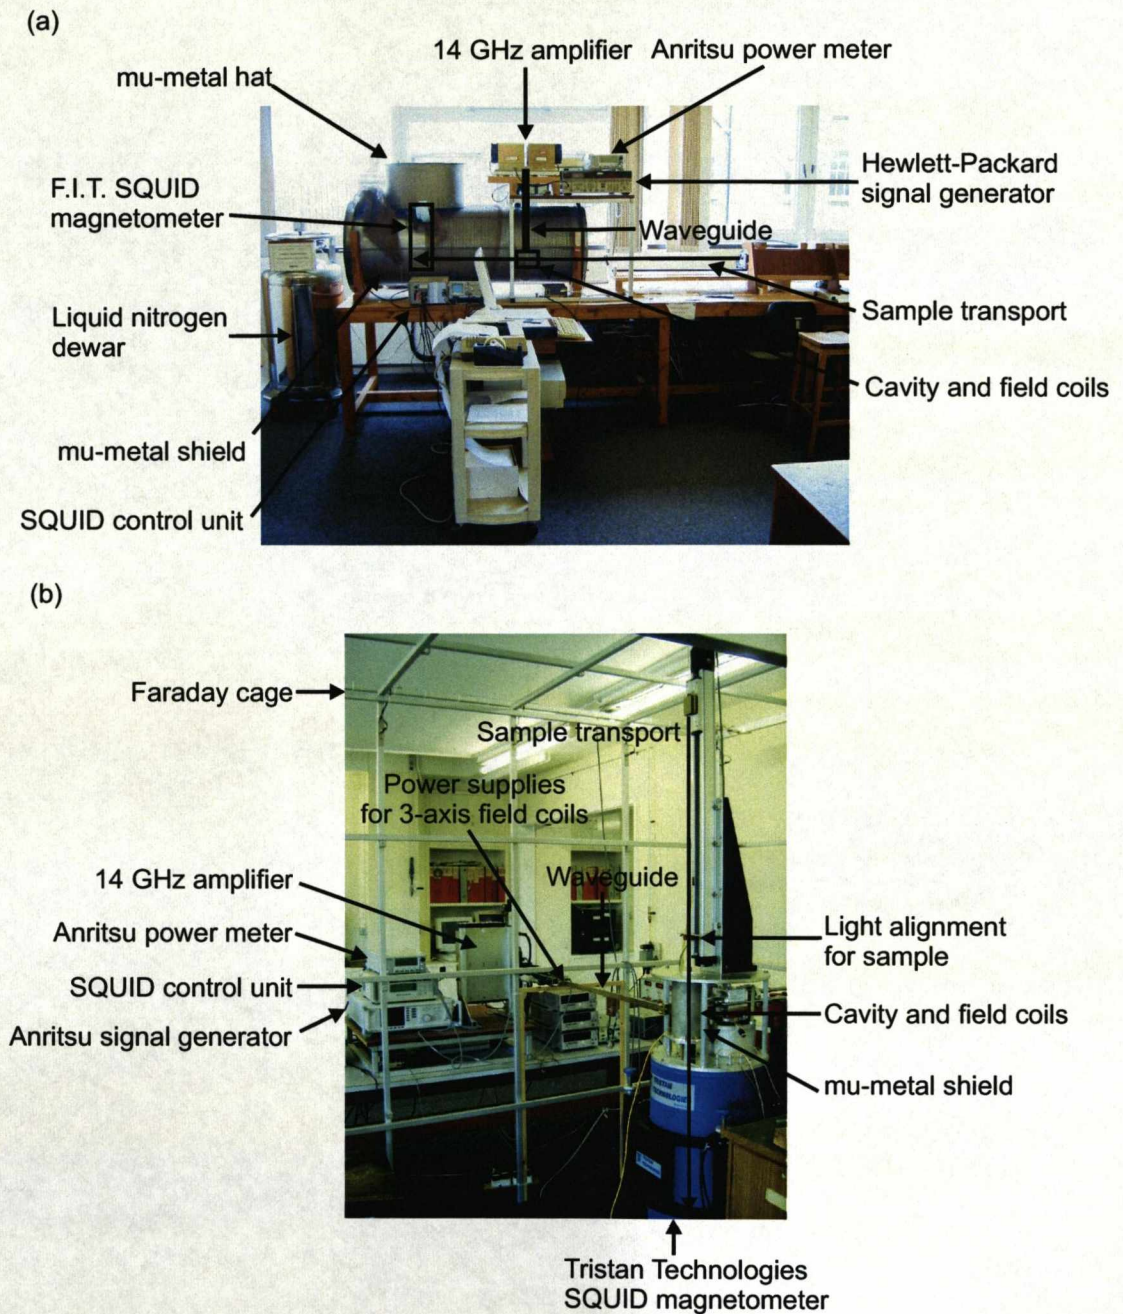 (a)
14 GHz amplifier
Anritsu power meter
mu-metal hat
Hewlett-Packard
signal generator
F.I.T. SQUID
magnetometer
Waveguide
Liquid nitrogen
dewar
Sample transport
Cavity and field coils
mu-metal shield
SQUID control unit
(b)
Faraday cage
Sample transport
Power supplies
for 3-axis field coils
14 GHz amplifier
Waveguide
Anritsu power meter
Light alignment
for sample
SQUID control unit
Cavity and field coils
Anritsu signal generator
mu-metal shield
TRISTAN
TECHNOLOGIES
Tristan Technologies
SQUID magnetometer